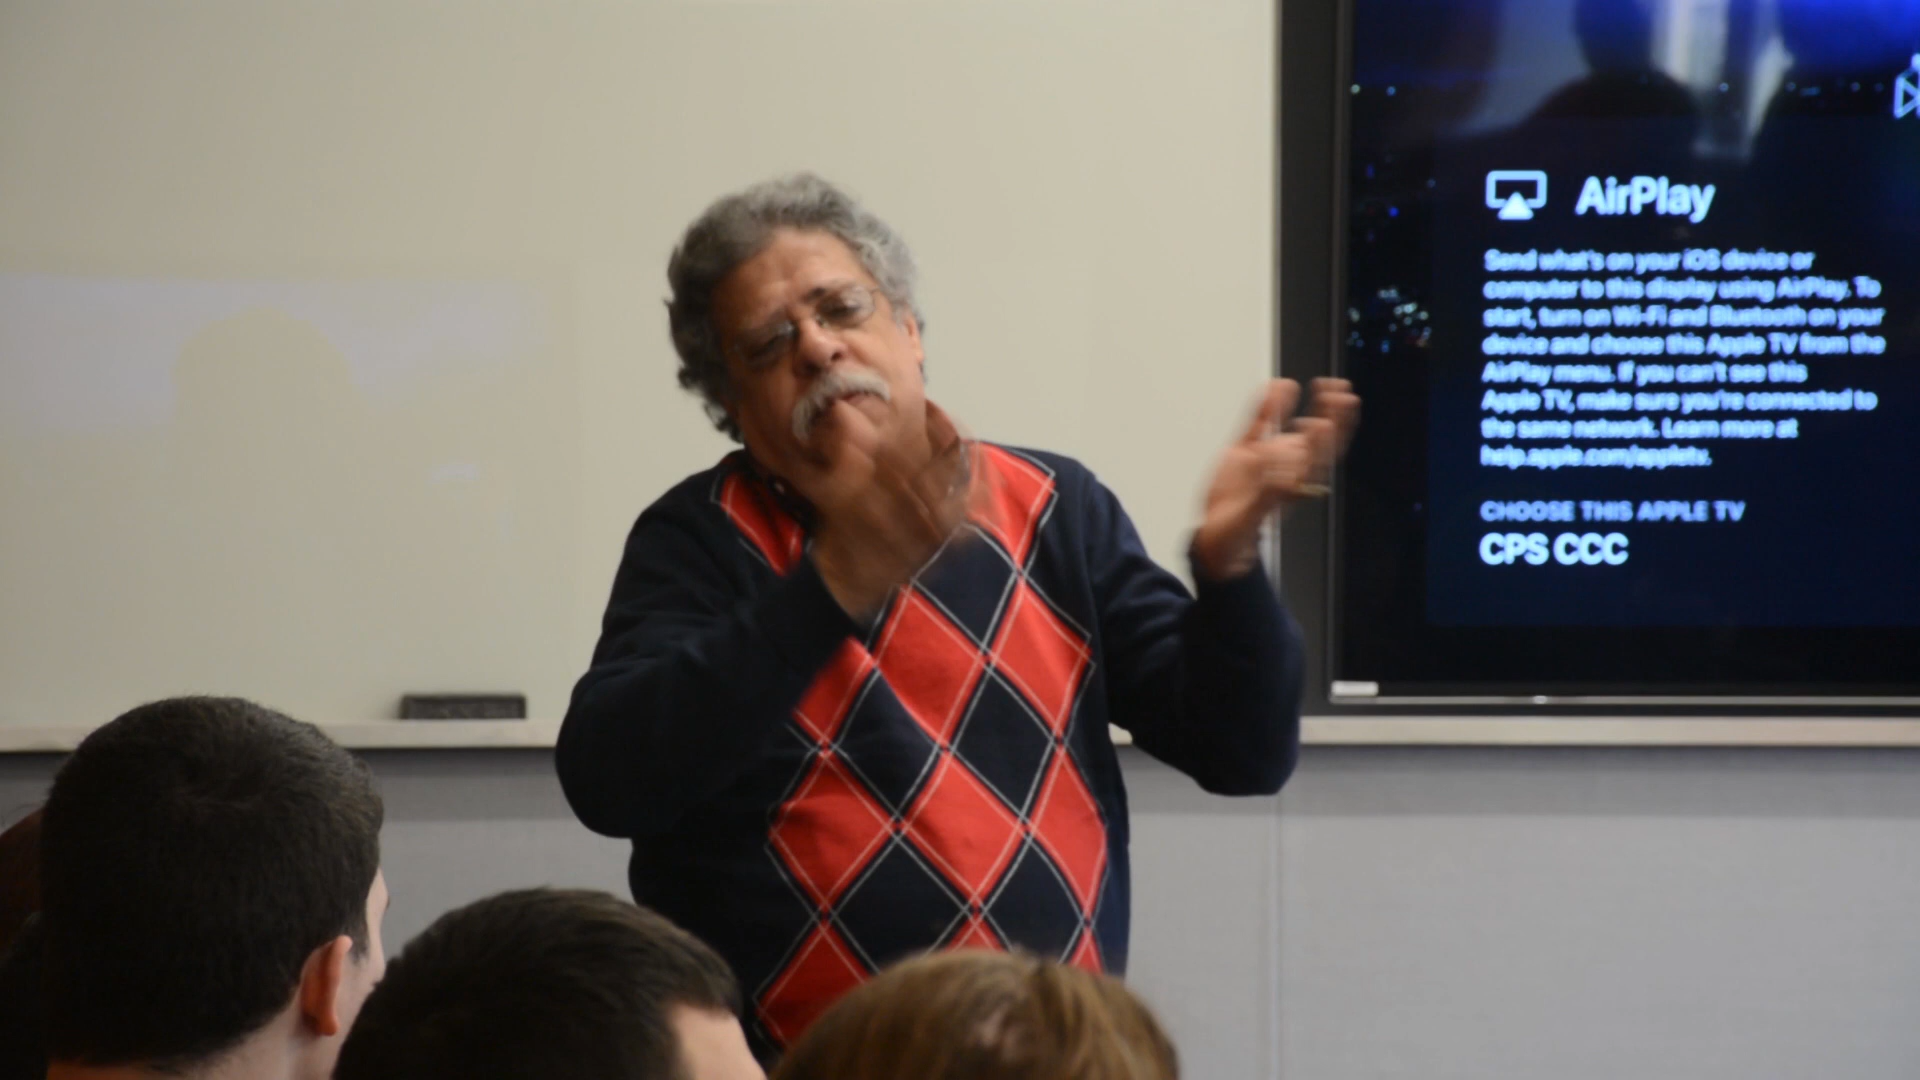 AirPlay
Send what's on your iOS device or
computer to this display using AirPlay. To
start, turn on Wi-Fi and Bluetooth on your
device and choose this Apple TV from the
AirPlay menu. If you can't see this
Apple TV, make sure you're connected to
the same network. Learn more at
help.apple.com/appletv.
CHOOSE THIS APPLE TV
CPS CCC